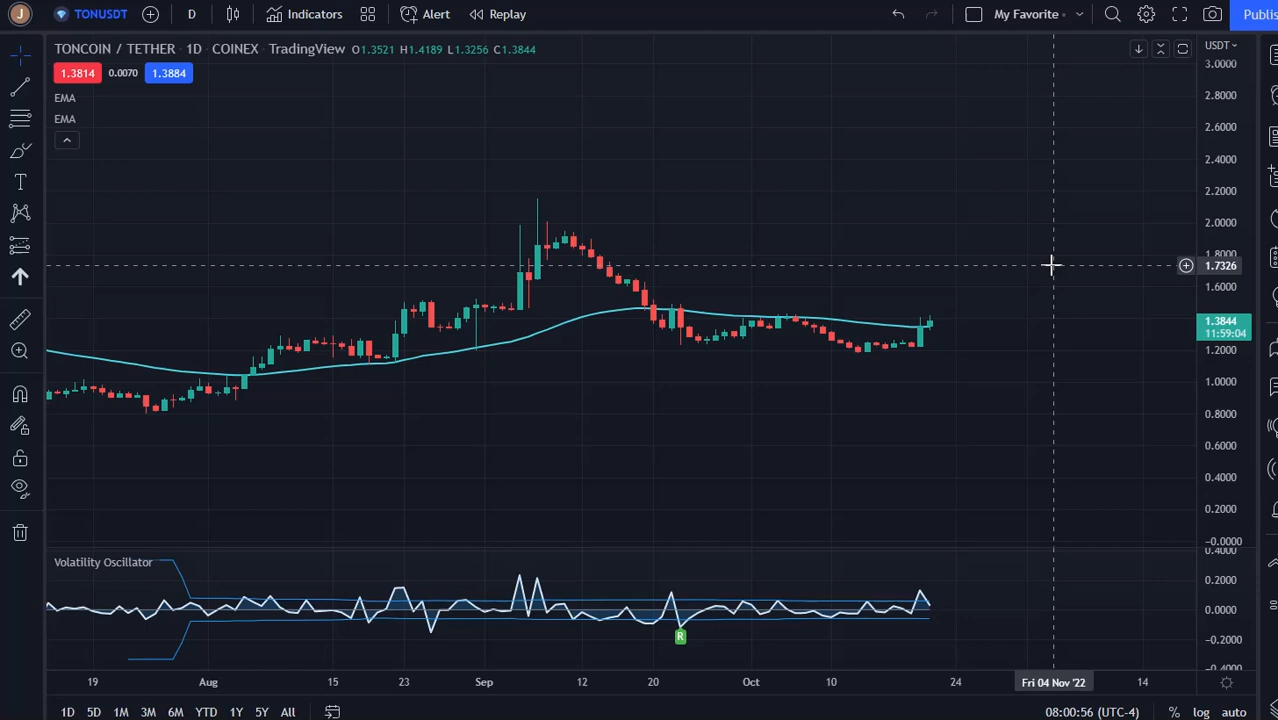 J TONUSDT D Indicators Alert Replay My Favorite Publis
TONCOIN / TETHER · 1D · COINEX · TradingView O1.3521 H1.4189 L1.3256 C1.3844
USDT
1.3814 0.0070 1.3884
EMA
EMA
3.0000
2.8000
2.6000
2.4000
2.2000
2.0000
1.8000
1.7326
1.6000
1.3844
11:59:04
1.2000
1.0000
0.8000
0.6000
0.4000
0.2000
−0.0000
Volatility Oscillator
0.4000
0.2000
0.0000
−0.2000
−0.4000
R
19 Aug 15 23 Sep 12 20 Oct 10 24 Fri 04 Nov '22 14
1D 5D 1M 3M 6M YTD 1Y 5Y All 08:00:56 (UTC-4) % log auto